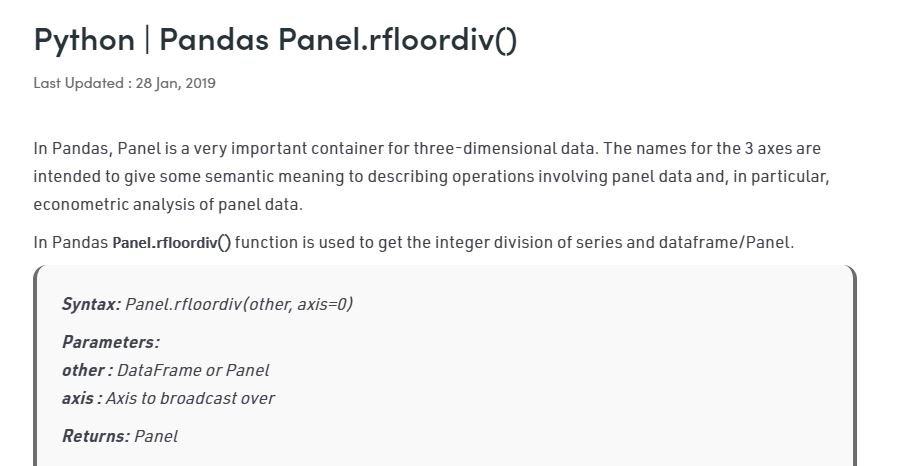 Python | Pandas Panel.rfloordiv()
Last Updated : 28 Jan, 2019
In Pandas, Panel is a very important container for three-dimensional data. The names for the 3 axes are
intended to give some semantic meaning to describing operations involving panel data and, in particular,
econometric analysis of panel data.
In Pandas Panel.rfloordiv() function is used to get the integer division of series and dataframe/Panel.
Syntax: Panel.rfloordiv(other, axis=0)
Parameters:
other : DataFrame or Panel
axis : Axis to broadcast over
Returns: Panel